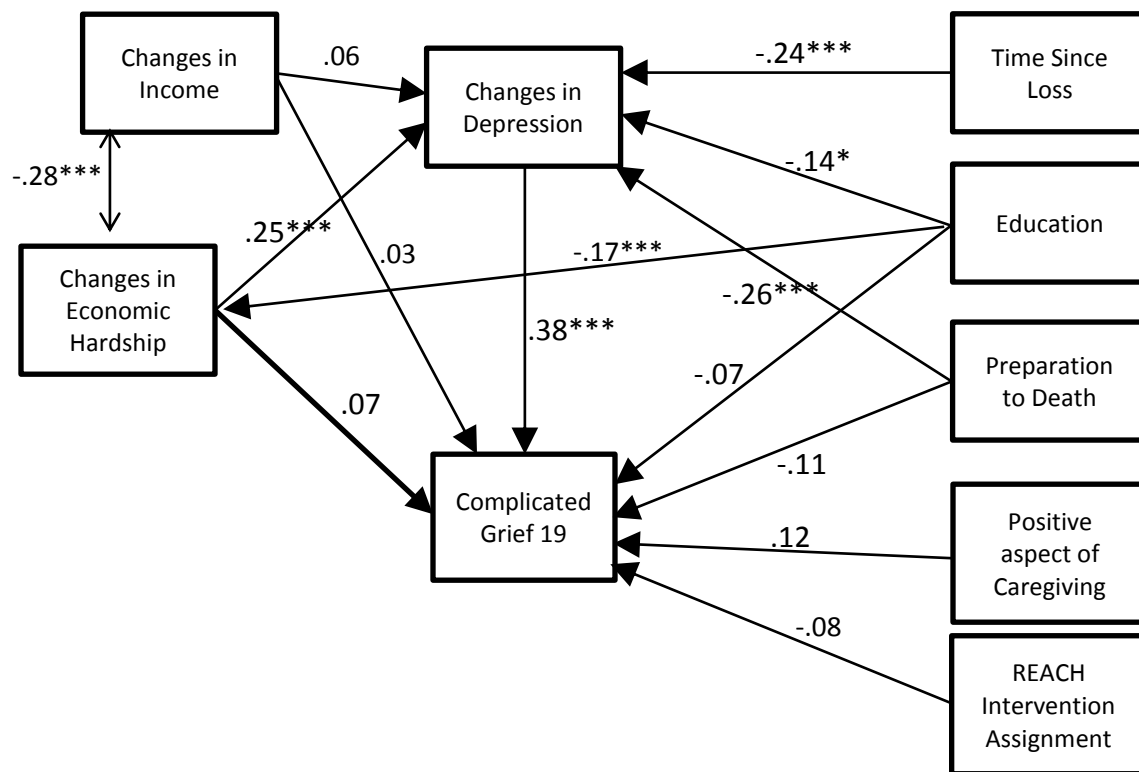 Changes in
Income
.06
Changes in
Depression
-.24***
Time Since
Loss
-.28***
-.14*
Education
Changes in
Economic
Hardship
.25***
.03
-.17***
-.26***
.38***
Preparation
to Death
.07
-.07
-.11
Complicated
Grief 19
.12
Positive
aspect of
Caregiving
-.08
REACH
Intervention
Assignment